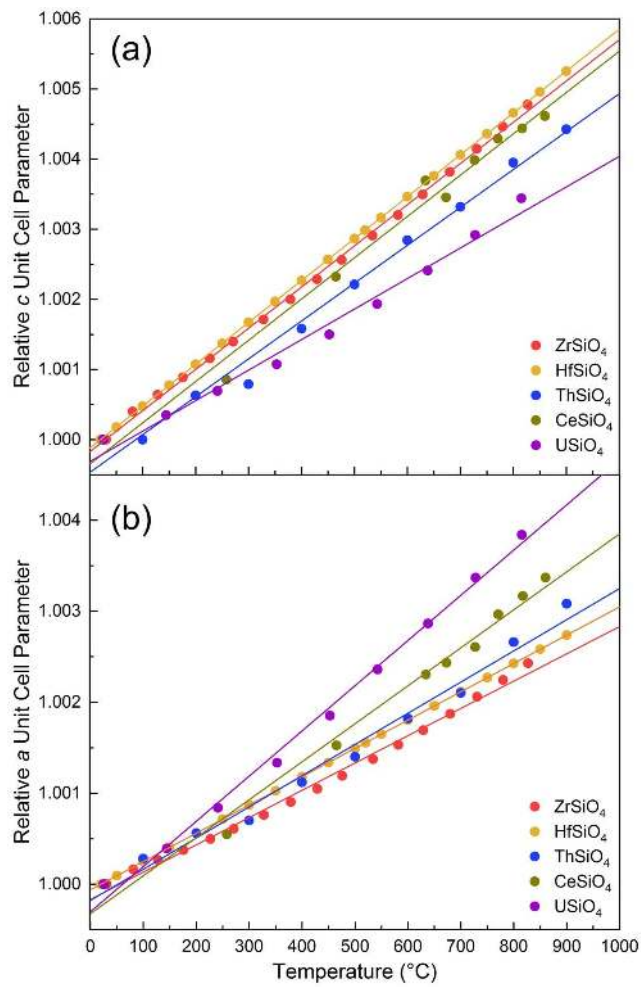 (a)
1.006
1.005
1.004
1.003
1.002
1.001
1.000
Relative c Unit Cell Parameter
ZrSiO₄
HfSiO₄
ThSiO₄
CeSiO₄
USiO₄
(b)
1.004
1.003
1.002
1.001
1.000
Relative a Unit Cell Parameter
ZrSiO₄
HfSiO₄
ThSiO₄
CeSiO₄
USiO₄
0 100 200 300 400 500 600 700 800 900 1000
Temperature (°C)